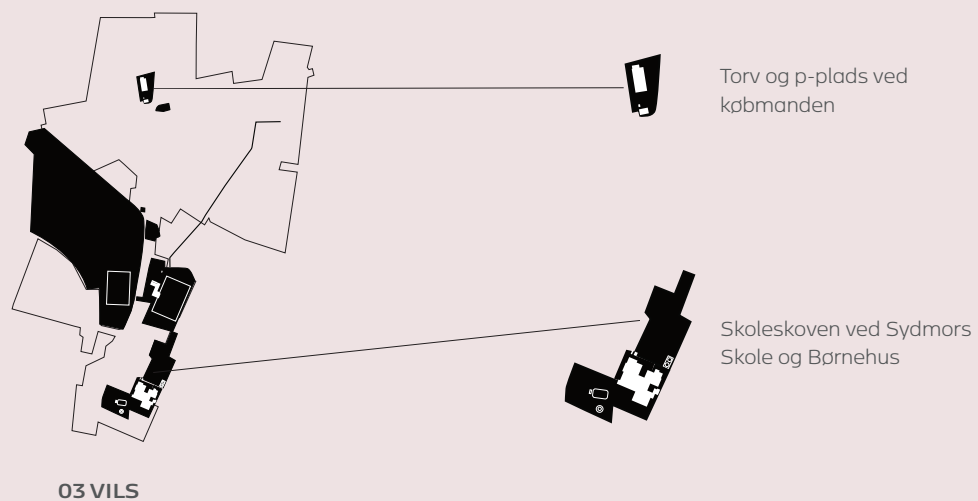 Torv og p-plads ved
købmanden
Skoleskoven ved Sydmors
Skole og Børnehus
03 VILS